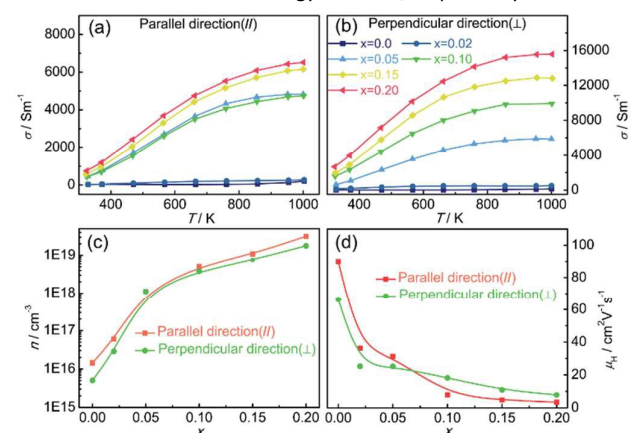 (a) Parallel direction(//)
8000
6000
4000
2000
0
σ / Sm⁻¹
400 600 800 1000
T / K
(b) Perpendicular direction(⊥)
x=0.0 x=0.02
x=0.05 x=0.10
x=0.15
x=0.20
16000
12000
8000
4000
0
σ / Sm⁻¹
400 600 800 1000
T / K
(c)
1E19
1E18
1E17
1E16
1E15
n / cm⁻³
Parallel direction(//)
Perpendicular direction(⊥)
0.00 0.05 0.10 0.15 0.20
x
(d)
Parallel direction(//)
Perpendicular direction(⊥)
100
80
60
40
20
0
μH / cm²V⁻¹s⁻¹
0.00 0.05 0.10 0.15 0.20
x